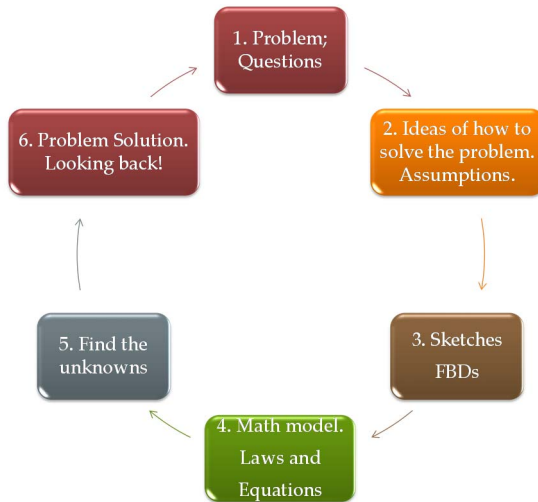 1. Problem;
Questions
2. Ideas of how to
solve the problem.
Assumptions.
3. Sketches
FBDs
4. Math model.
Laws and
Equations
5. Find the
unknowns
6. Problem Solution.
Looking back!